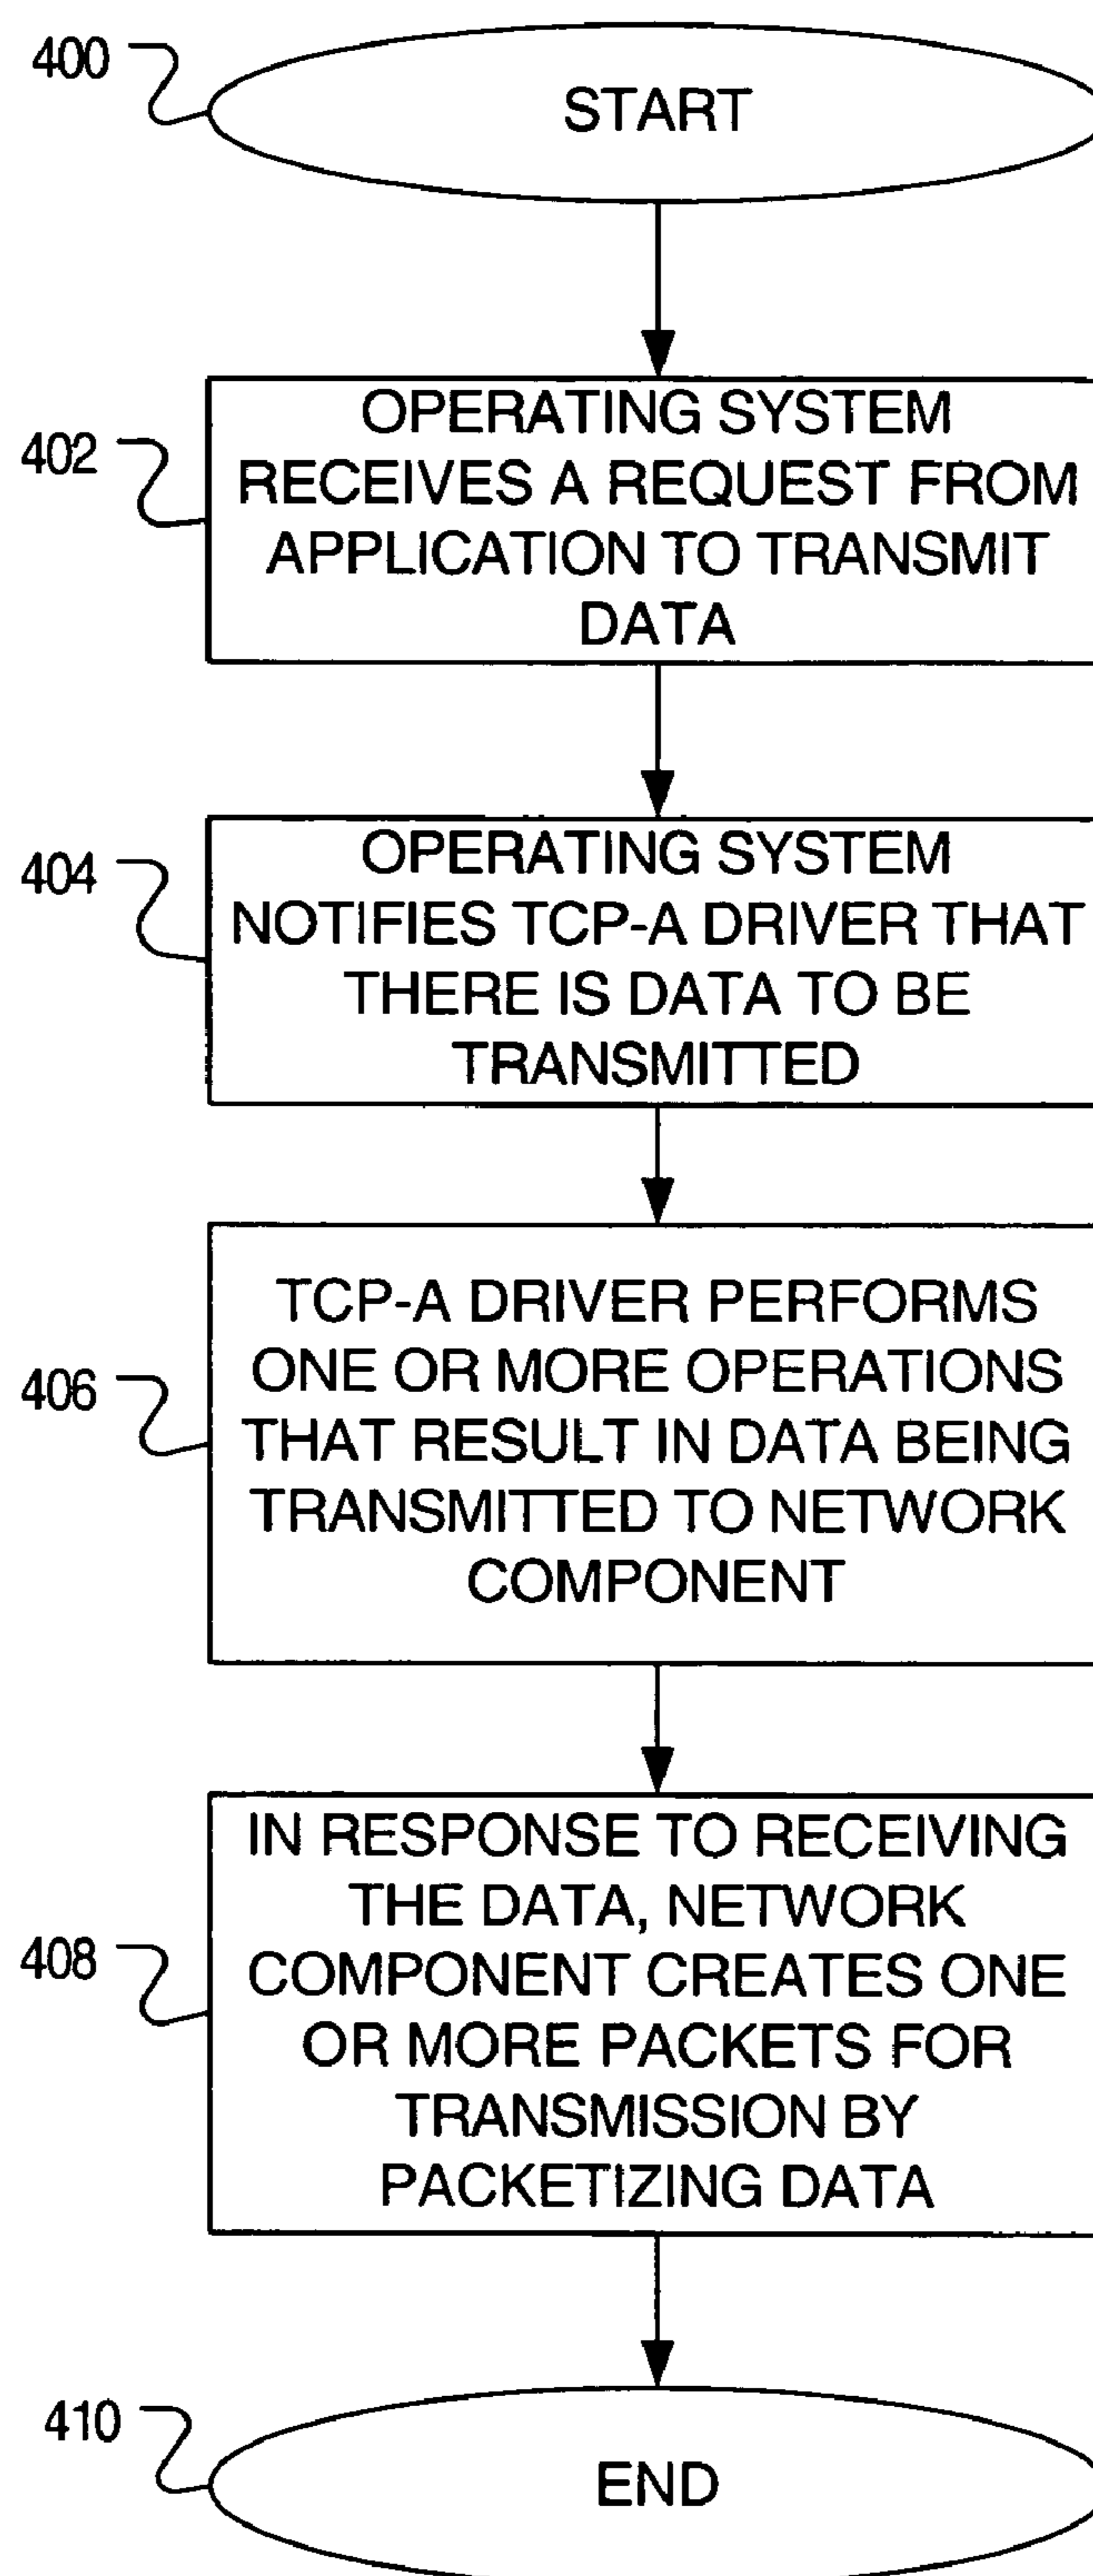 400
START
402
OPERATING SYSTEM
RECEIVES A REQUEST FROM
APPLICATION TO TRANSMIT
DATA
404
OPERATING SYSTEM
NOTIFIES TCP-A DRIVER THAT
THERE IS DATA TO BE
TRANSMITTED
406
TCP-A DRIVER PERFORMS
ONE OR MORE OPERATIONS
THAT RESULT IN DATA BEING
TRANSMITTED TO NETWORK
COMPONENT
408
IN RESPONSE TO RECEIVING
THE DATA, NETWORK
COMPONENT CREATES ONE
OR MORE PACKETS FOR
TRANSMISSION BY
PACKETIZING DATA
410
END